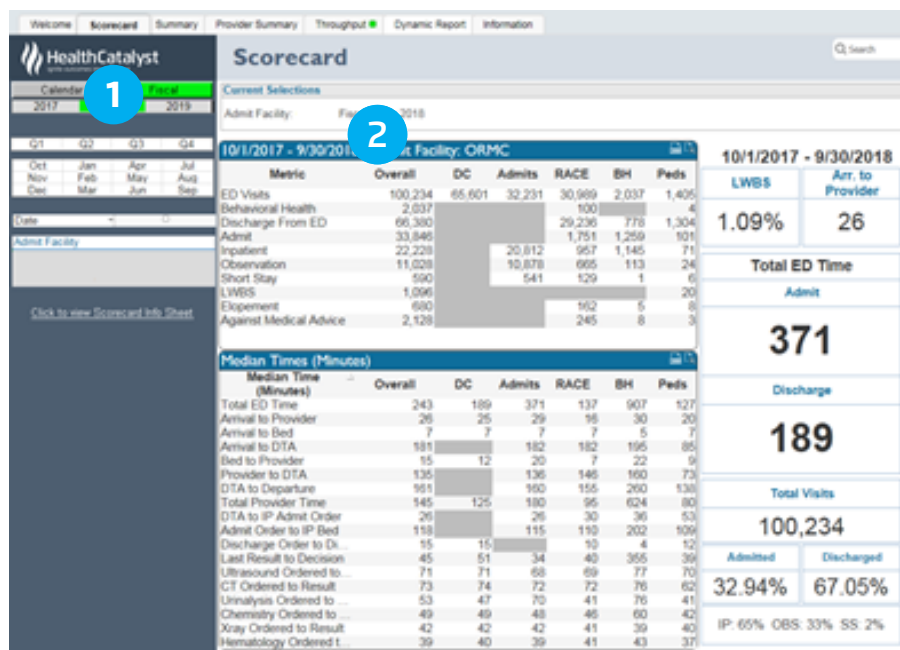 Welcome Scorecard Summary Provider Summary Throughput Dynamic Report Information
HealthCatalyst
Scorecard
Search
Calendar Fiscal
2017 2019
1
Q1 Q2 Q3 Q4
Oct Jan Apr Jul
Nov Feb May Aug
Dec Mar Jun Sep
Date
Admit Facility
Click to view Scorecard Info Sheet
Current Selections
Admit Facility: 2018
2
10/1/2017 - 9/30/201 Facility: ORMC
Metric Overall DC Admits RACE BH Peds
ED Visits 100,234 65,601 32,231 30,989 2,037 1,405
Behavioral Health 2,037 100 4
Discharge From ED 66,380 29,236 778 1,304
Admit 33,846 1,751 1,259 101
Inpatient 22,228 20,812 957 1,145 71
Observation 11,028 10,878 665 113 24
Short Stay 590 541 129 1 6
LWBS 1,096 20
Elopement 680 162 5 8
Against Medical Advice 2,128 245 8 3
Median Times (Minutes)
Median Time (Minutes) Overall DC Admits RACE BH Peds
Total ED Time 243 189 371 137 907 127
Arrival to Provider 26 25 29 16 30 20
Arrival to Bed 7 7 7 7 5 7
Arrival to DTA 181 182 182 195 85
Bed to Provider 15 12 20 7 22 9
Provider to DTA 135 136 146 160 73
DTA to Departure 161 160 155 260 138
Total Provider Time 145 125 180 95 624 80
DTA to IP Admit Order 26 26 30 36 53
Admit Order to IP Bed 118 115 110 202 109
Discharge Order to Di... 15 15 10 4 12
Last Result to Decision 45 51 34 40 355 39
Ultrasound Ordered to... 71 71 68 69 77 70
CT Ordered to Result 73 74 72 72 76 62
Urinalysis Ordered to ... 53 47 70 41 76 41
Chemistry Ordered to ... 49 49 48 46 60 42
Xray Ordered to Result 42 42 42 41 39 40
Hematology Ordered t... 39 40 39 41 43 37
10/1/2017 - 9/30/2018
LWBS Arr. to Provider
1.09% 26
Total ED Time
Admit
371
Discharge
189
Total Visits
100,234
Admitted Discharged
32.94% 67.05%
IP: 65% OBS: 33% SS: 2%